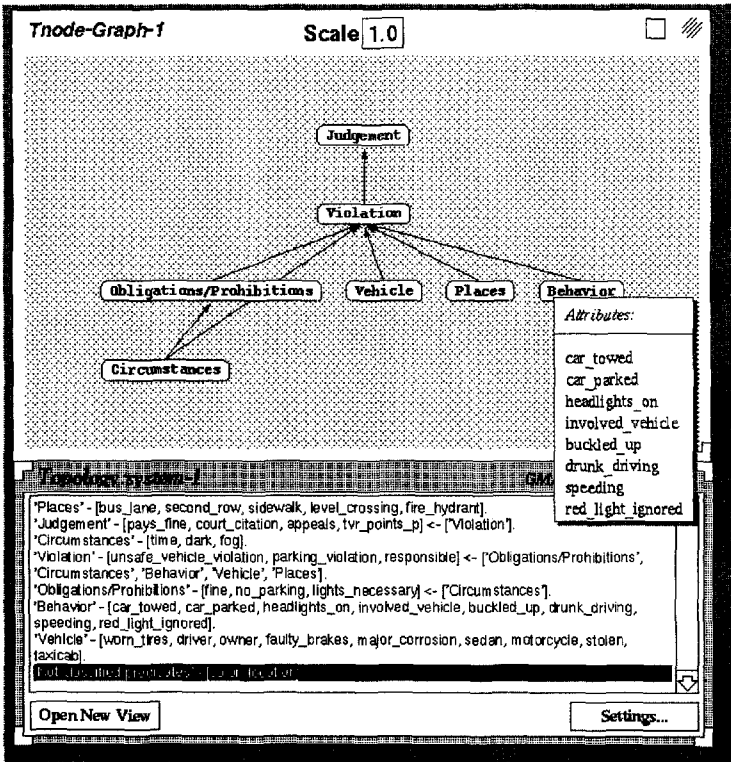 Tnode-Graph-1
Scale 1.0
Judgement
Violation
Obligations/Prohibitions Vehicle Places Behavior
Circumstances
Attributes:
car_towed
car_parked
headlights_on
involved_vehicle
buckled_up
drunk_driving
speeding
red_light_ignored
Topology system-1
'Places' - [bus_lane, second_row, sidewalk, level_crossing, fire_hydrant].
'Judgement' - [pays_fine, court_citation, appeals, tvr_points_p] <- ['Violation'].
'Circumstances' - [time, dark, fog].
'Violation' - [unsafe_vehicle_violation, parking_violation, responsible] <- ['Obligations/Prohibitions',
'Circumstances', 'Behavior', 'Vehicle', 'Places'].
'Obligations/Prohibitions' - [fine, no_parking, lights_necessary] <- ['Circumstances'].
'Behavior' - [car_towed, car_parked, headlights_on, involved_vehicle, buckled_up, drunk_driving,
speeding, red_light_ignored].
'Vehicle' - [worn_tires, driver, owner, faulty_brakes, major_corrosion, sedan, motorcycle, stolen,
taxicab].
Open New View Settings...